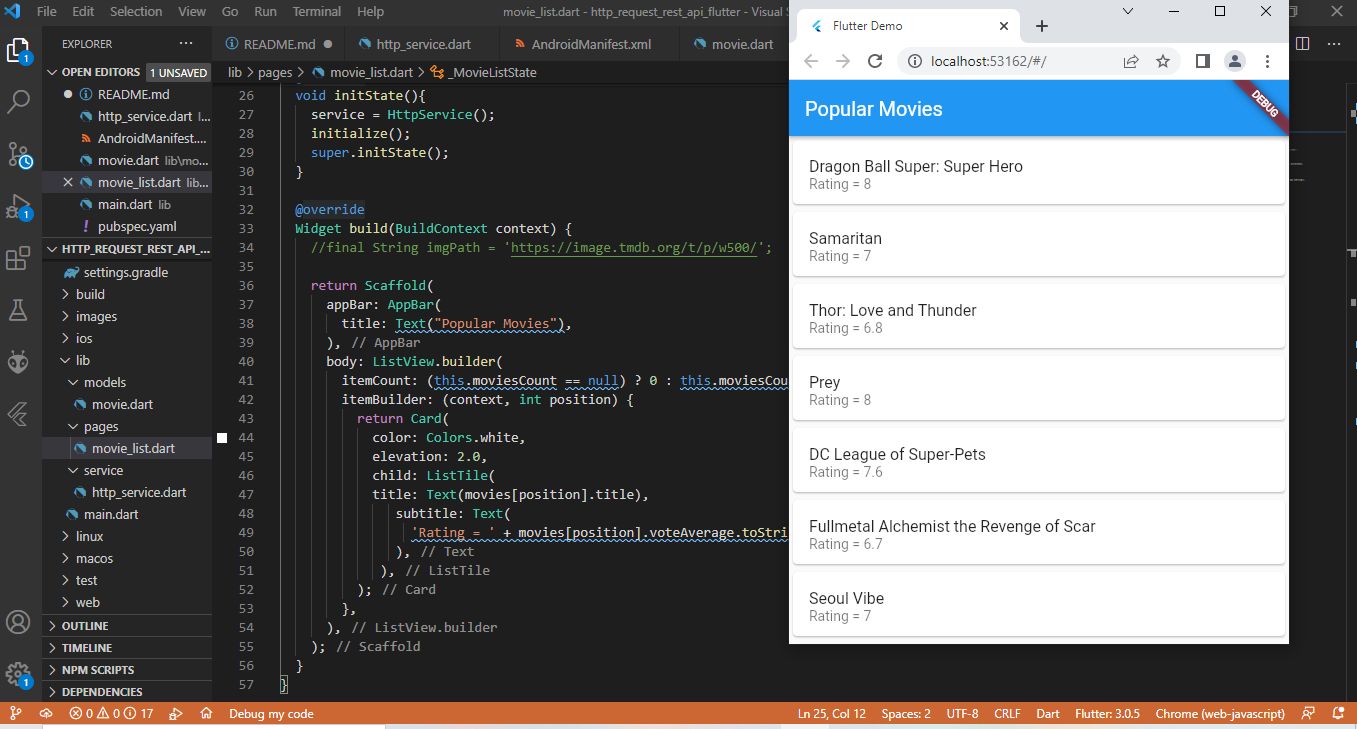 File Edit Selection View Go Run Terminal Help
movie_list.dart - http_request_rest_api_flutter - Visual S
EXPLORER
OPEN EDITORS 1 UNSAVED
README.md
http_service.dart l...
AndroidManifest....
movie.dart lib\mo...
movie_list.dart lib...
main.dart lib
pubspec.yaml
HTTP_REQUEST_REST_API_...
settings.gradle
build
images
ios
lib
models
movie.dart
pages
movie_list.dart
service
http_service.dart
main.dart
linux
macos
test
web
OUTLINE
TIMELINE
NPM SCRIPTS
DEPENDENCIES
1
1
1
README.md http_service.dart AndroidManifest.xml movie.dart
lib > pages > movie_list.dart > _MovieListState
26 void initState(){
27 service = HttpService();
28 initialize();
29 super.initState();
30 }
31
32 @override
33 Widget build(BuildContext context) {
34 //final String imgPath = 'https://image.tmdb.org/t/p/w500/';
35
36 return Scaffold(
37 appBar: AppBar(
38 title: Text("Popular Movies"),
39 ), // AppBar
40 body: ListView.builder(
41 itemCount: (this.moviesCount == null) ? 0 : this.moviesCou
42 itemBuilder: (context, int position) {
43 return Card(
44 color: Colors.white,
45 elevation: 2.0,
46 child: ListTile(
47 title: Text(movies[position].title),
48 subtitle: Text(
49 'Rating = ' + movies[position].voteAverage.toStri
50 ), // Text
51 ), // ListTile
52 ); // Card
53 },
54 ), // ListView.builder
55 ); // Scaffold
56 }
57 }
Flutter Demo
localhost:53162/#/
Popular Movies
DEBUG
Dragon Ball Super: Super Hero
Rating = 8
Samaritan
Rating = 7
Thor: Love and Thunder
Rating = 6.8
Prey
Rating = 8
DC League of Super-Pets
Rating = 7.6
Fullmetal Alchemist the Revenge of Scar
Rating = 6.7
Seoul Vibe
Rating = 7
0 0 17 Debug my code Ln 25, Col 12 Spaces: 2 UTF-8 CRLF Dart Flutter: 3.0.5 Chrome (web-javascript)